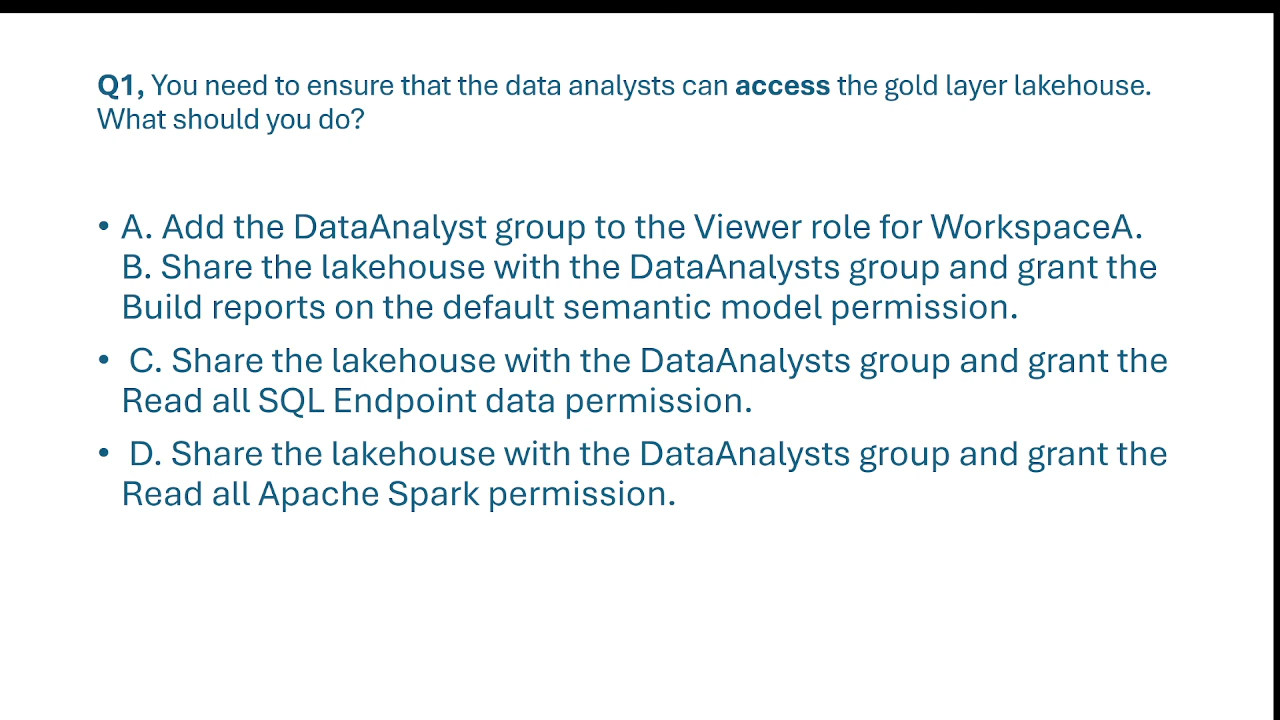 Q1, You need to ensure that the data analysts can access the gold layer lakehouse.
What should you do?
• A. Add the DataAnalyst group to the Viewer role for WorkspaceA.
B. Share the lakehouse with the DataAnalysts group and grant the
Build reports on the default semantic model permission.
• C. Share the lakehouse with the DataAnalysts group and grant the
Read all SQL Endpoint data permission.
• D. Share the lakehouse with the DataAnalysts group and grant the
Read all Apache Spark permission.